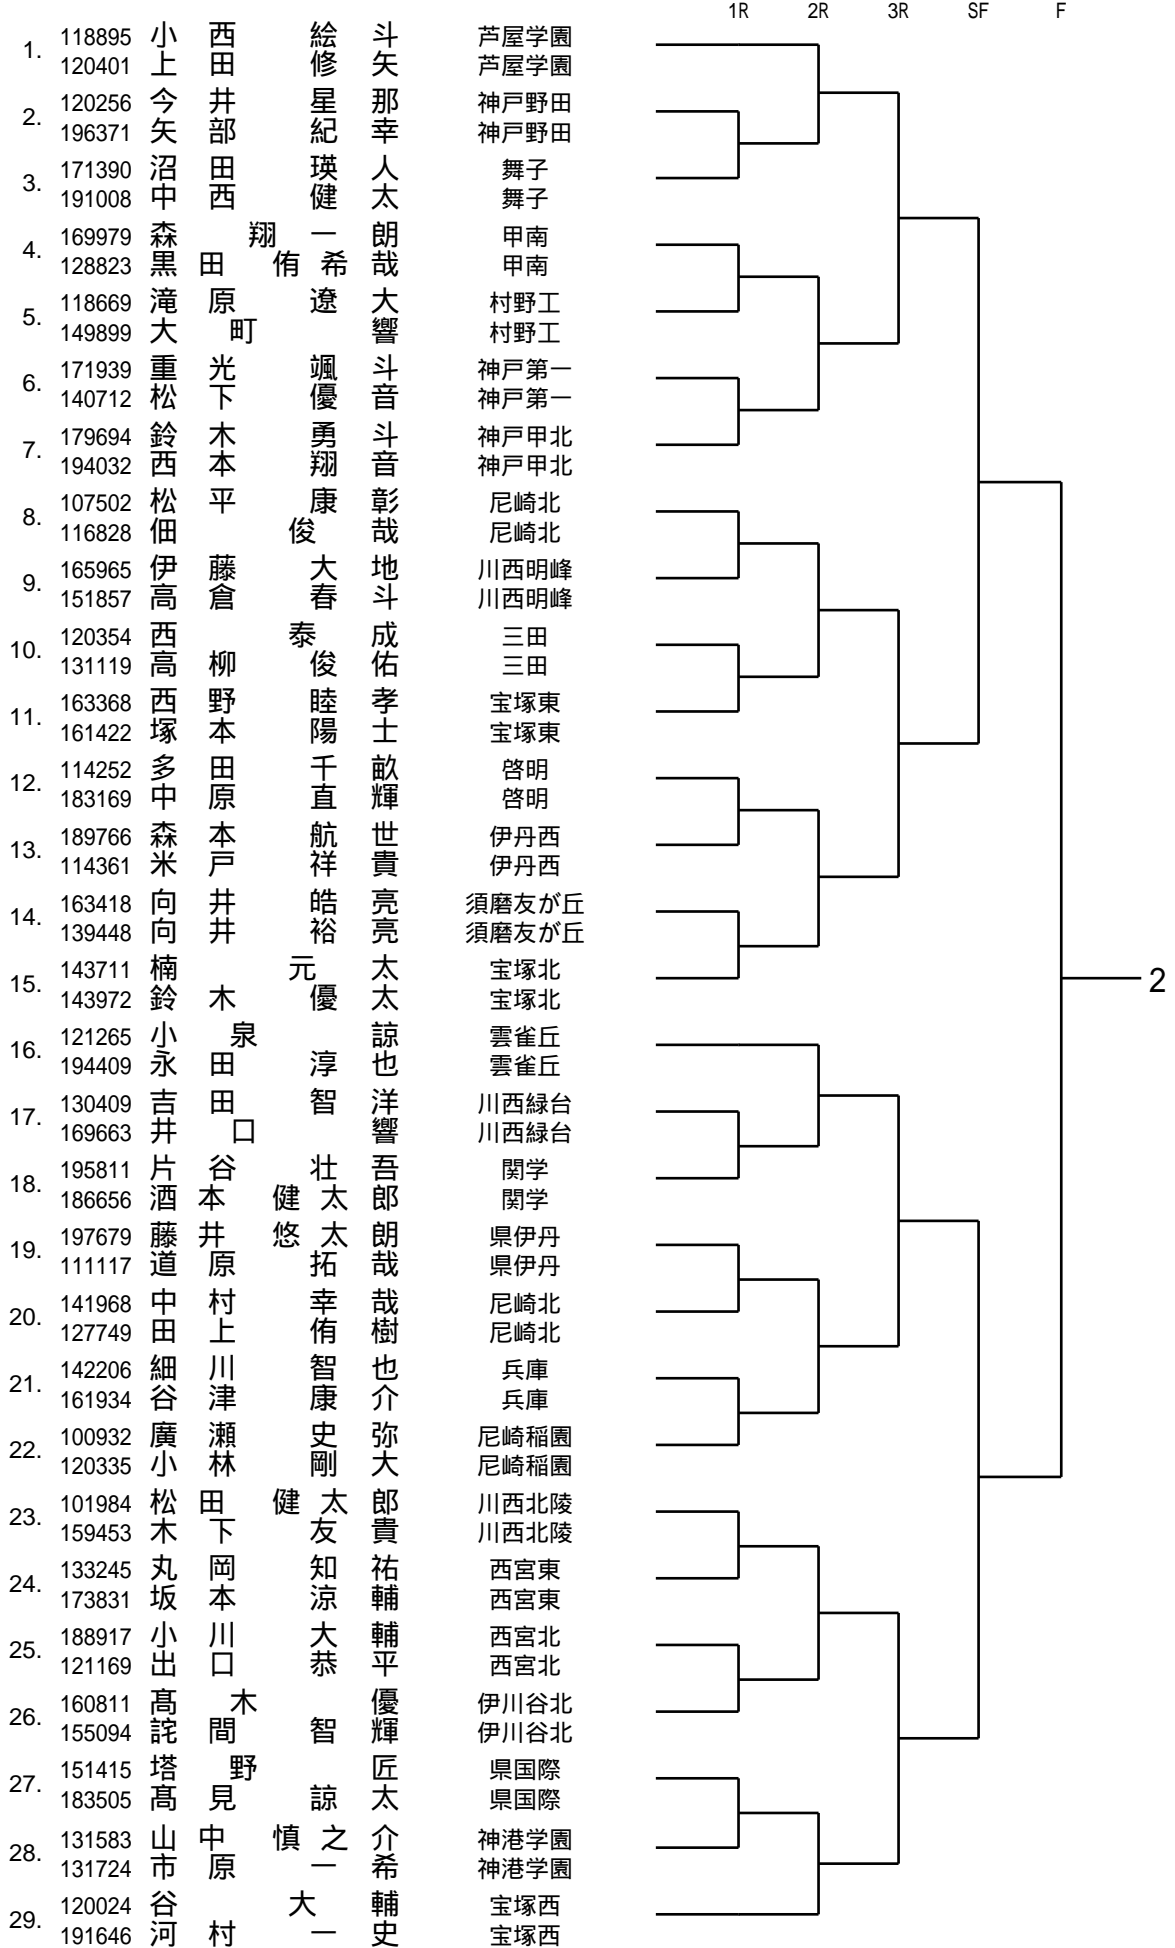 1R 2R 3R SF F
1. 118895 小西 絵斗 芦屋学園
120401 上田 修矢 芦屋学園
2. 120256 今井 星那 神戸野田
196371 矢部 紀幸 神戸野田
3. 171390 沼田 瑛人 舞子
191008 中西 健太 舞子
4. 169979 森 翔一朗 甲南
128823 黒田 侑希哉 甲南
5. 118669 滝原 遼大 村野工
149899 大町 響 村野工
6. 171939 重光 颯斗 神戸第一
140712 松下 優音 神戸第一
7. 179694 鈴木 勇斗 神戸甲北
194032 西本 翔音 神戸甲北
8. 107502 松平 康彰 尼崎北
116828 佃 俊哉 尼崎北
9. 165965 伊藤 大地 川西明峰
151857 高倉 春斗 川西明峰
10. 120354 西 泰成 三田
131119 高柳 俊佑 三田
11. 163368 西野 睦孝 宝塚東
161422 塚本 陽士 宝塚東
12. 114252 多田 千畝 啓明
183169 中原 直輝 啓明
13. 189766 森本 航世 伊丹西
114361 米戸 祥貴 伊丹西
14. 163418 向井 皓亮 須磨友が丘
139448 向井 裕亮 須磨友が丘
15. 143711 楠 元太 宝塚北
143972 鈴木 優太 宝塚北
2
16. 121265 小泉 諒 雲雀丘
194409 永田 淳也 雲雀丘
17. 130409 吉田 智洋 川西緑台
169663 井口 響 川西緑台
18. 195811 片谷 壮吾 関学
186656 酒本 健太郎 関学
19. 197679 藤井 悠太朗 県伊丹
111117 道原 拓哉 県伊丹
20. 141968 中村 幸哉 尼崎北
127749 田上 侑樹 尼崎北
21. 142206 細川 智也 兵庫
161934 谷津 康介 兵庫
22. 100932 廣瀬 史弥 尼崎稲園
120335 小林 剛大 尼崎稲園
23. 101984 松田 健太郎 川西北陵
159453 木下 友貴 川西北陵
24. 133245 丸岡 知祐 西宮東
173831 坂本 涼輔 西宮東
25. 188917 小川 大輔 西宮北
121169 出口 恭平 西宮北
26. 160811 髙木 優 伊川谷北
155094 詫間 智輝 伊川谷北
27. 151415 塔野 匠 県国際
183505 髙見 諒太 県国際
28. 131583 山中 慎之介 神港学園
131724 市原 一希 神港学園
29. 120024 谷 大輔 宝塚西
191646 河村 一史 宝塚西